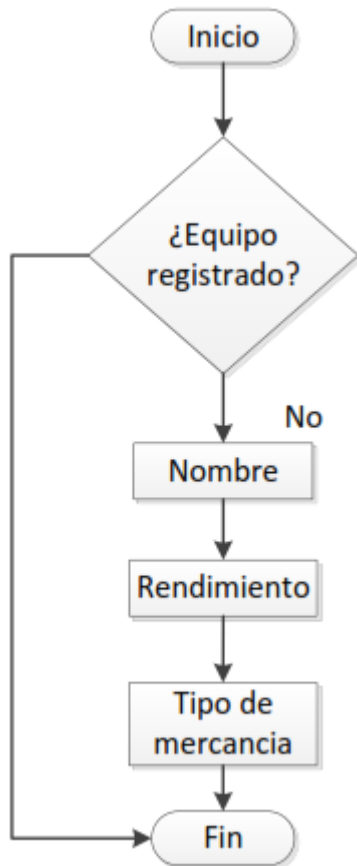 Inicio
¿Equipo
registrado?
No
Nombre
Rendimiento
Tipo de
mercancia
Fin